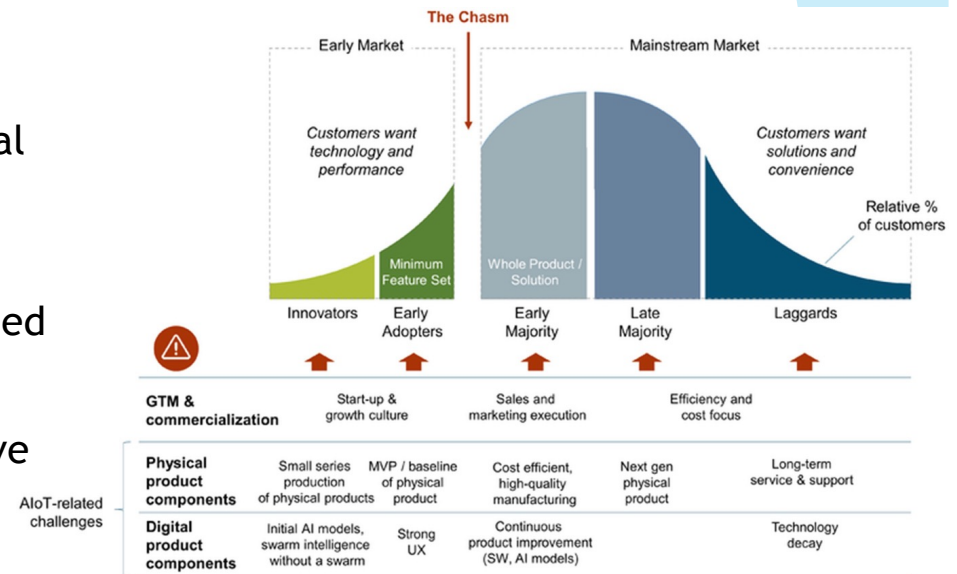 The Chasm
Early Market
Mainstream Market
Customers want
technology and
performance
Customers want
solutions and
convenience
Relative %
of customers
Minimum
Feature Set
Whole Product /
Solution
Innovators
Early
Adopters
Early
Majority
Late
Majority
Laggards
GTM &
commercialization
Start-up &
growth culture
Sales and
marketing execution
Efficiency and
cost focus
AIoT-related
challenges
Physical
product
components
Small series
production
of physical products
MVP / baseline
of physical
product
Cost efficient,
high-quality
manufacturing
Next gen
physical
product
Long-term
service & support
Digital
product
components
Initial AI models,
swarm intelligence
without a swarm
Strong
UX
Continuous
product improvement
(SW, AI models)
Technology
decay